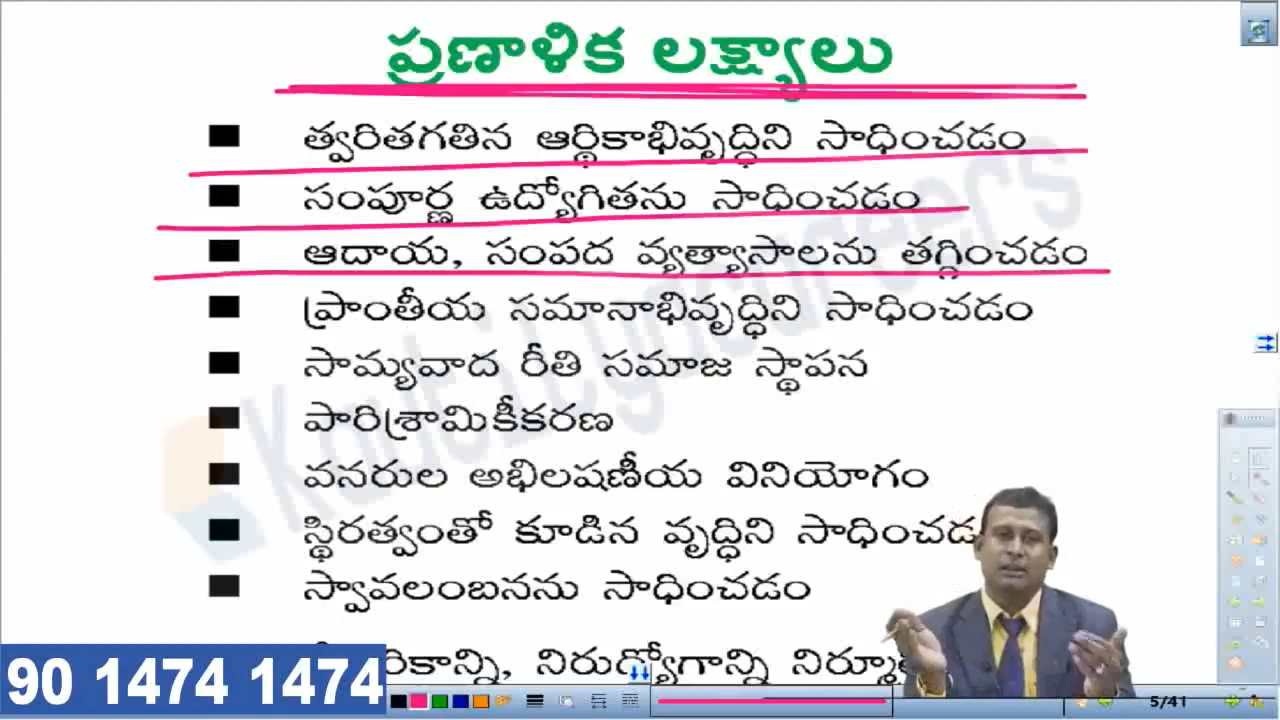 ప్రణాళిక లక్ష్యాలు
త్వరితగతిన ఆర్థికాభివృద్ధిని సాధించడం
సంపూర్ణ ఉద్యోగితను సాధించడం
ఆదాయ, సంపద వ్యత్యాసాలను తగ్గించడం
ప్రాంతీయ సమానాభివృద్ధిని సాధించడం
సామ్యవాద రీతి సమాజ స్థాపన
పారిశ్రామికీకరణ
వనరుల అభిలషణీయ వినియోగం
స్థిరత్వంతో కూడిన వృద్ధిని
స్వావలంబనను సాధించడం
నిరుద్యోగాన్ని
90 1474 1474
5/41
Kautilyacareers